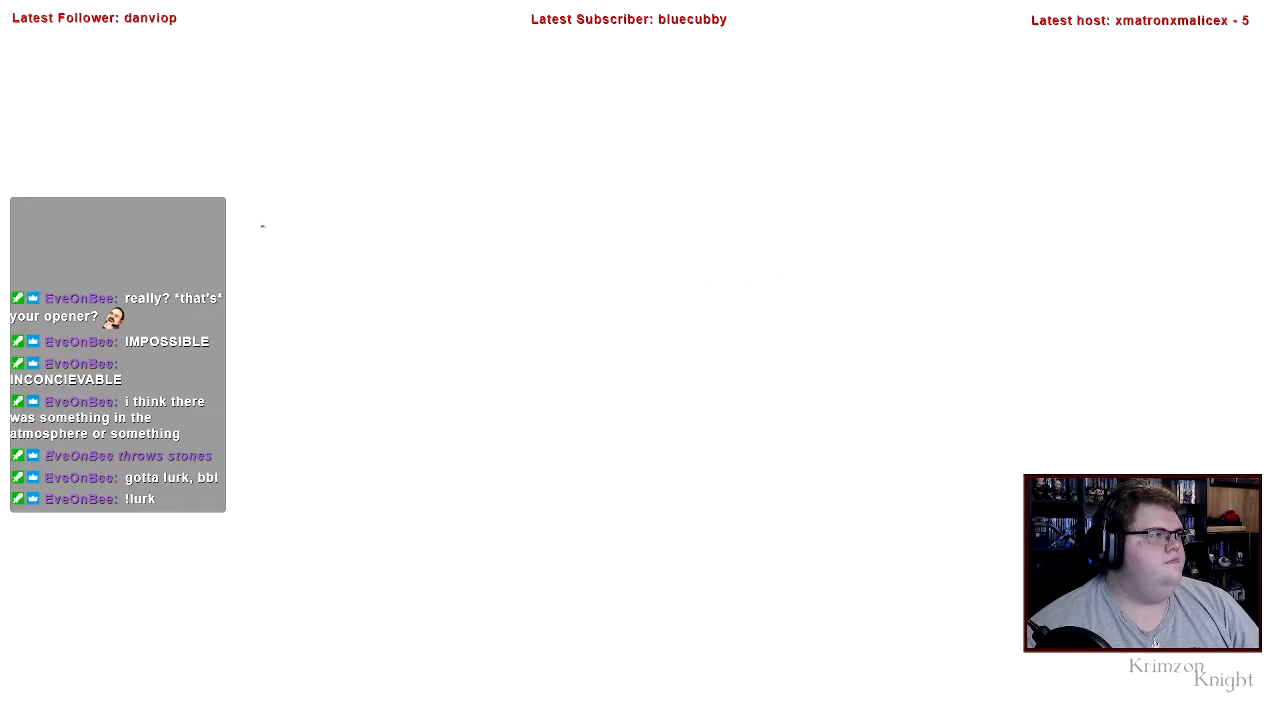 Latest Follower: danviop
Latest Subscriber: bluecubby
Latest host: xmatronxmalicex - 5
EveOnBee: really? *that's*
your opener?
EveOnBee: IMPOSSIBLE
EveOnBee:
INCONCIEVABLE
EveOnBee: i think there
was something in the
atmosphere or something
EveOnBee throws stones
EveOnBee: gotta lurk, bbl
EveOnBee: !lurk
Krimzon
Knight